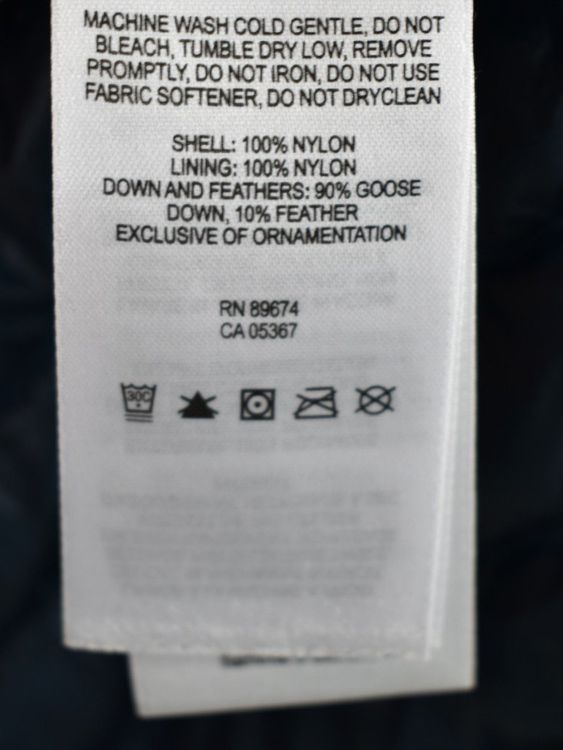 MACHINE WASH COLD GENTLE, DO NOT
BLEACH, TUMBLE DRY LOW, REMOVE
PROMPTLY, DO NOT IRON, DO NOT USE
FABRIC SOFTENER, DO NOT DRYCLEAN
SHELL: 100% NYLON
LINING: 100% NYLON
DOWN AND FEATHERS: 90% GOOSE
DOWN, 10% FEATHER
EXCLUSIVE OF ORNAMENTATION
RN 89674
CA 05367
30C